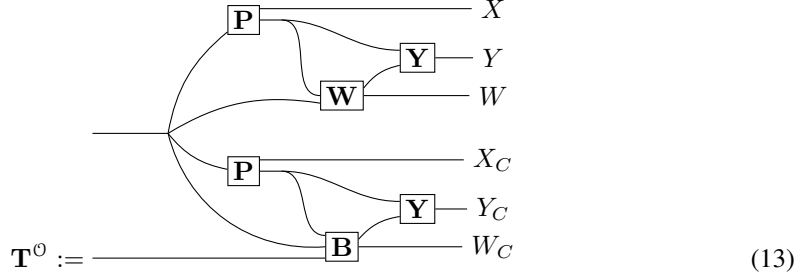 P X
Y Y
W W
P X_C
Y Y_C
B W_C
T^𝒪 := (13)